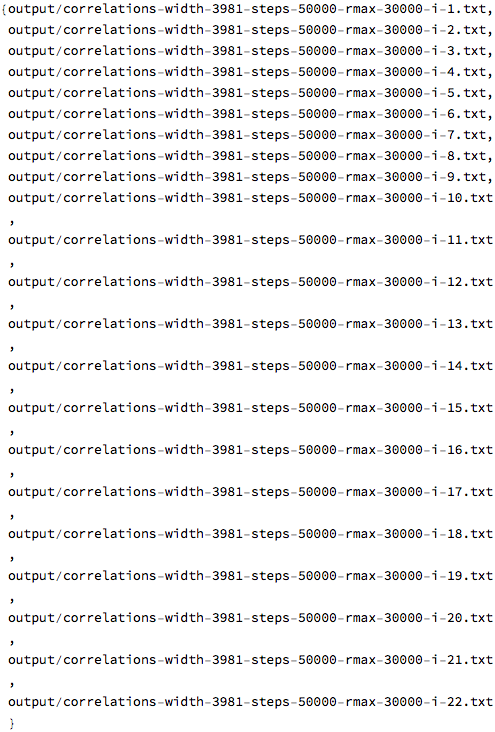 {output/correlations-width-3981-steps-50000-rmax-30000-i-1.txt,
output/correlations-width-3981-steps-50000-rmax-30000-i-2.txt,
output/correlations-width-3981-steps-50000-rmax-30000-i-3.txt,
output/correlations-width-3981-steps-50000-rmax-30000-i-4.txt,
output/correlations-width-3981-steps-50000-rmax-30000-i-5.txt,
output/correlations-width-3981-steps-50000-rmax-30000-i-6.txt,
output/correlations-width-3981-steps-50000-rmax-30000-i-7.txt,
output/correlations-width-3981-steps-50000-rmax-30000-i-8.txt,
output/correlations-width-3981-steps-50000-rmax-30000-i-9.txt,
output/correlations-width-3981-steps-50000-rmax-30000-i-10.txt
,
output/correlations-width-3981-steps-50000-rmax-30000-i-11.txt
,
output/correlations-width-3981-steps-50000-rmax-30000-i-12.txt
,
output/correlations-width-3981-steps-50000-rmax-30000-i-13.txt
,
output/correlations-width-3981-steps-50000-rmax-30000-i-14.txt
,
output/correlations-width-3981-steps-50000-rmax-30000-i-15.txt
,
output/correlations-width-3981-steps-50000-rmax-30000-i-16.txt
,
output/correlations-width-3981-steps-50000-rmax-30000-i-17.txt
,
output/correlations-width-3981-steps-50000-rmax-30000-i-18.txt
,
output/correlations-width-3981-steps-50000-rmax-30000-i-19.txt
,
output/correlations-width-3981-steps-50000-rmax-30000-i-20.txt
,
output/correlations-width-3981-steps-50000-rmax-30000-i-21.txt
,
output/correlations-width-3981-steps-50000-rmax-30000-i-22.txt
}